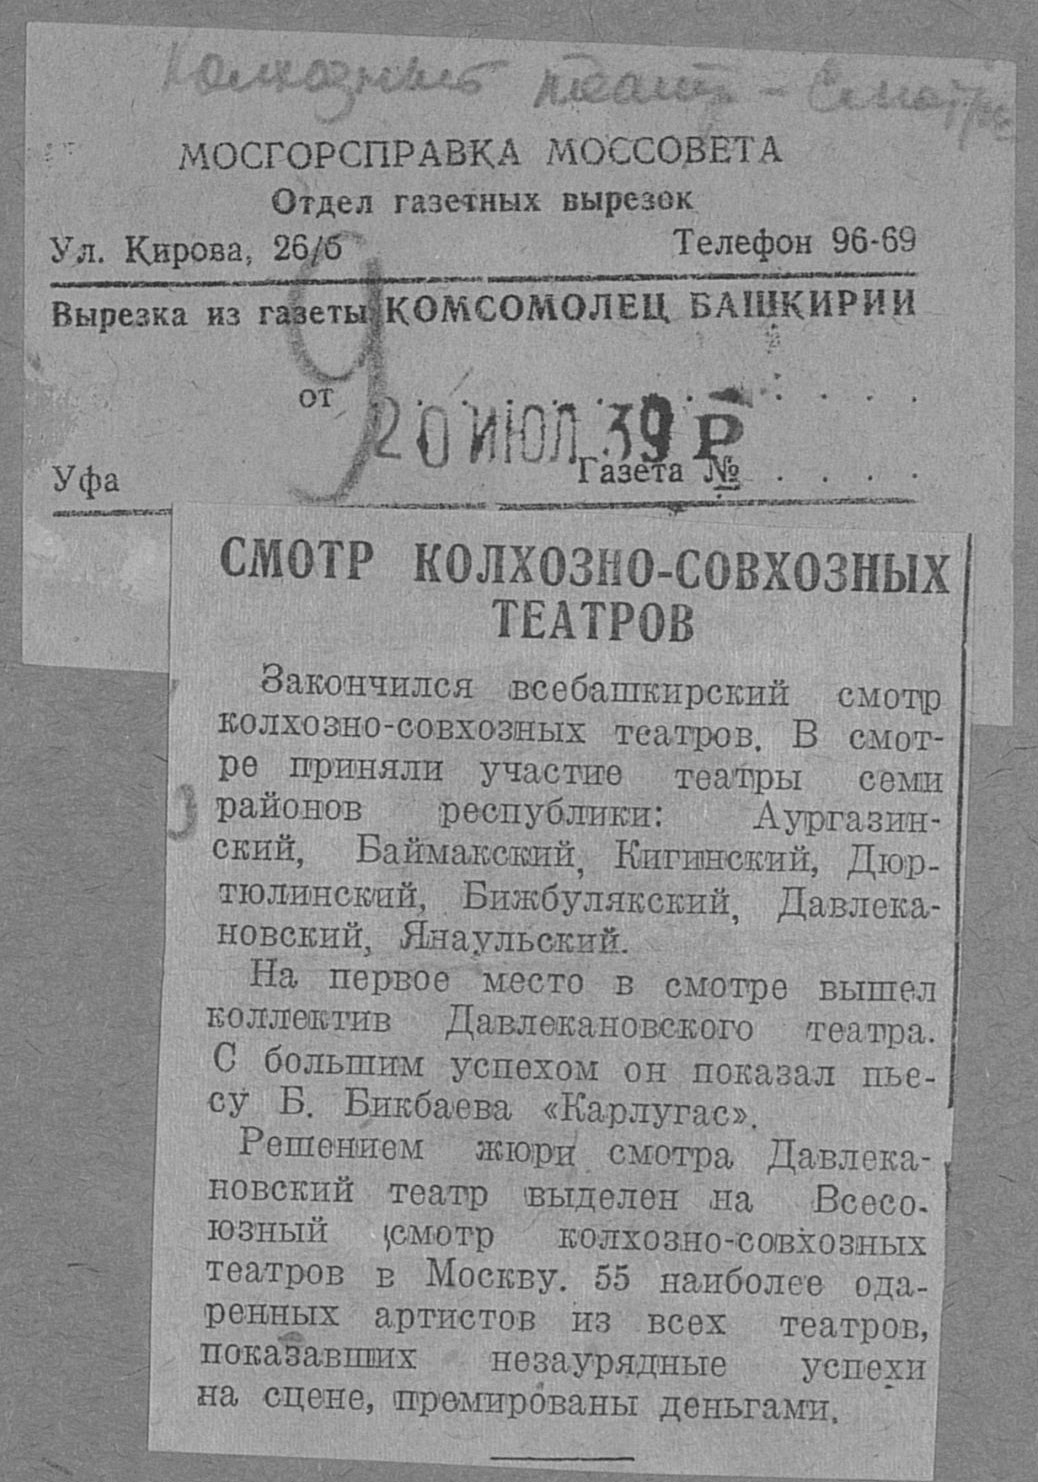 Колхозный театр - Смотры
МОСГОРСПРАВКА МОССОВЕТА
Отдел газетных вырезок
Ул. Кирова, 26/б Телефон 96-69
Вырезка из газеты КОМСОМОЛЕЦ БАШКИРИИ
9
от 20 ИЮЛ 39 Р
Уфа Газета № . . . .
СМОТР КОЛХОЗНО-СОВХОЗНЫХ
ТЕАТРОВ
Закончился всебашкирский смотр
колхозно-совхозных театров. В смот-
ре приняли участие театры семи
районов республики: Аургазин-
ский, Баймакский, Кигинский, Дюр-
тюлинский, Бижбулякский, Давлека-
новский, Янаульский.
На первое место в смотре вышел
коллектив Давлекановского театра.
С большим успехом он показал пье-
су Б. Бикбаева «Карлугас».
Решением жюри смотра Давлека-
новский театр выделен на Всесо-
юзный смотр колхозно-совхозных
театров в Москву. 55 наиболее ода-
ренных артистов из всех театров,
показавших незаурядные успехи
на сцене, премированы деньгами.